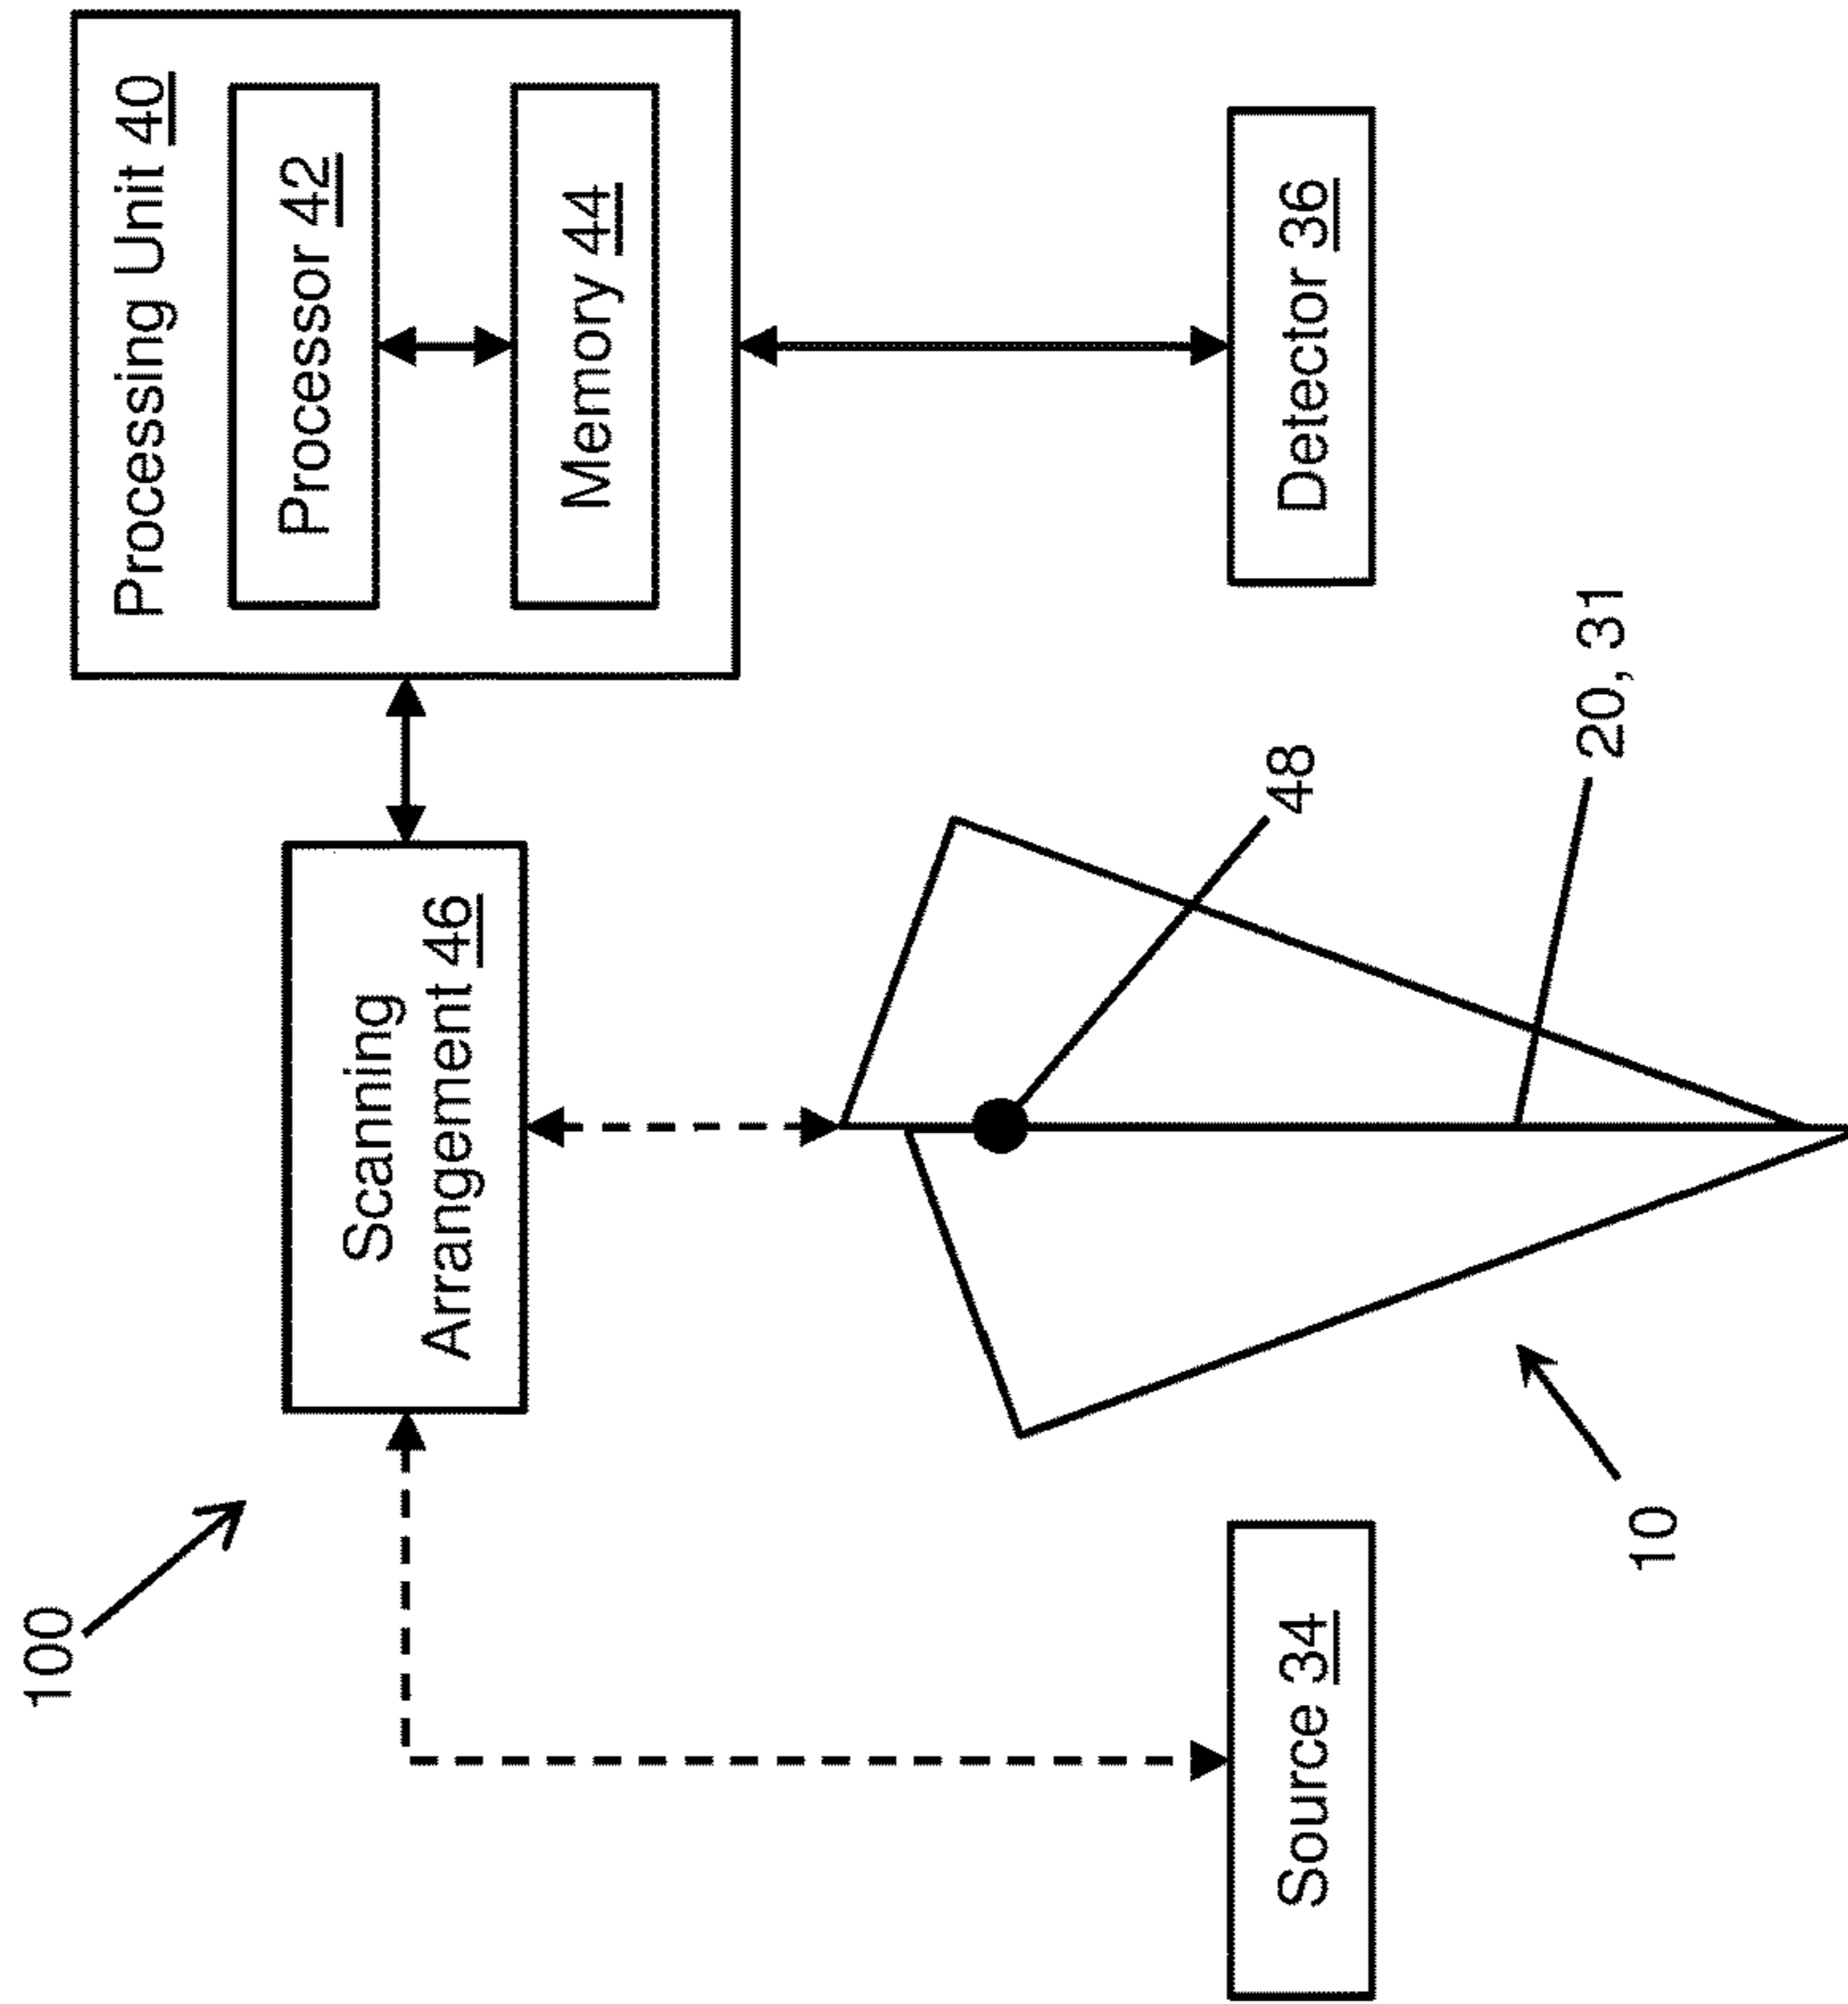 100
Processing Unit 40
Processor 42
Memory 44
Scanning
Arrangement 46
48
20, 31
Source 34
10
Detector 36